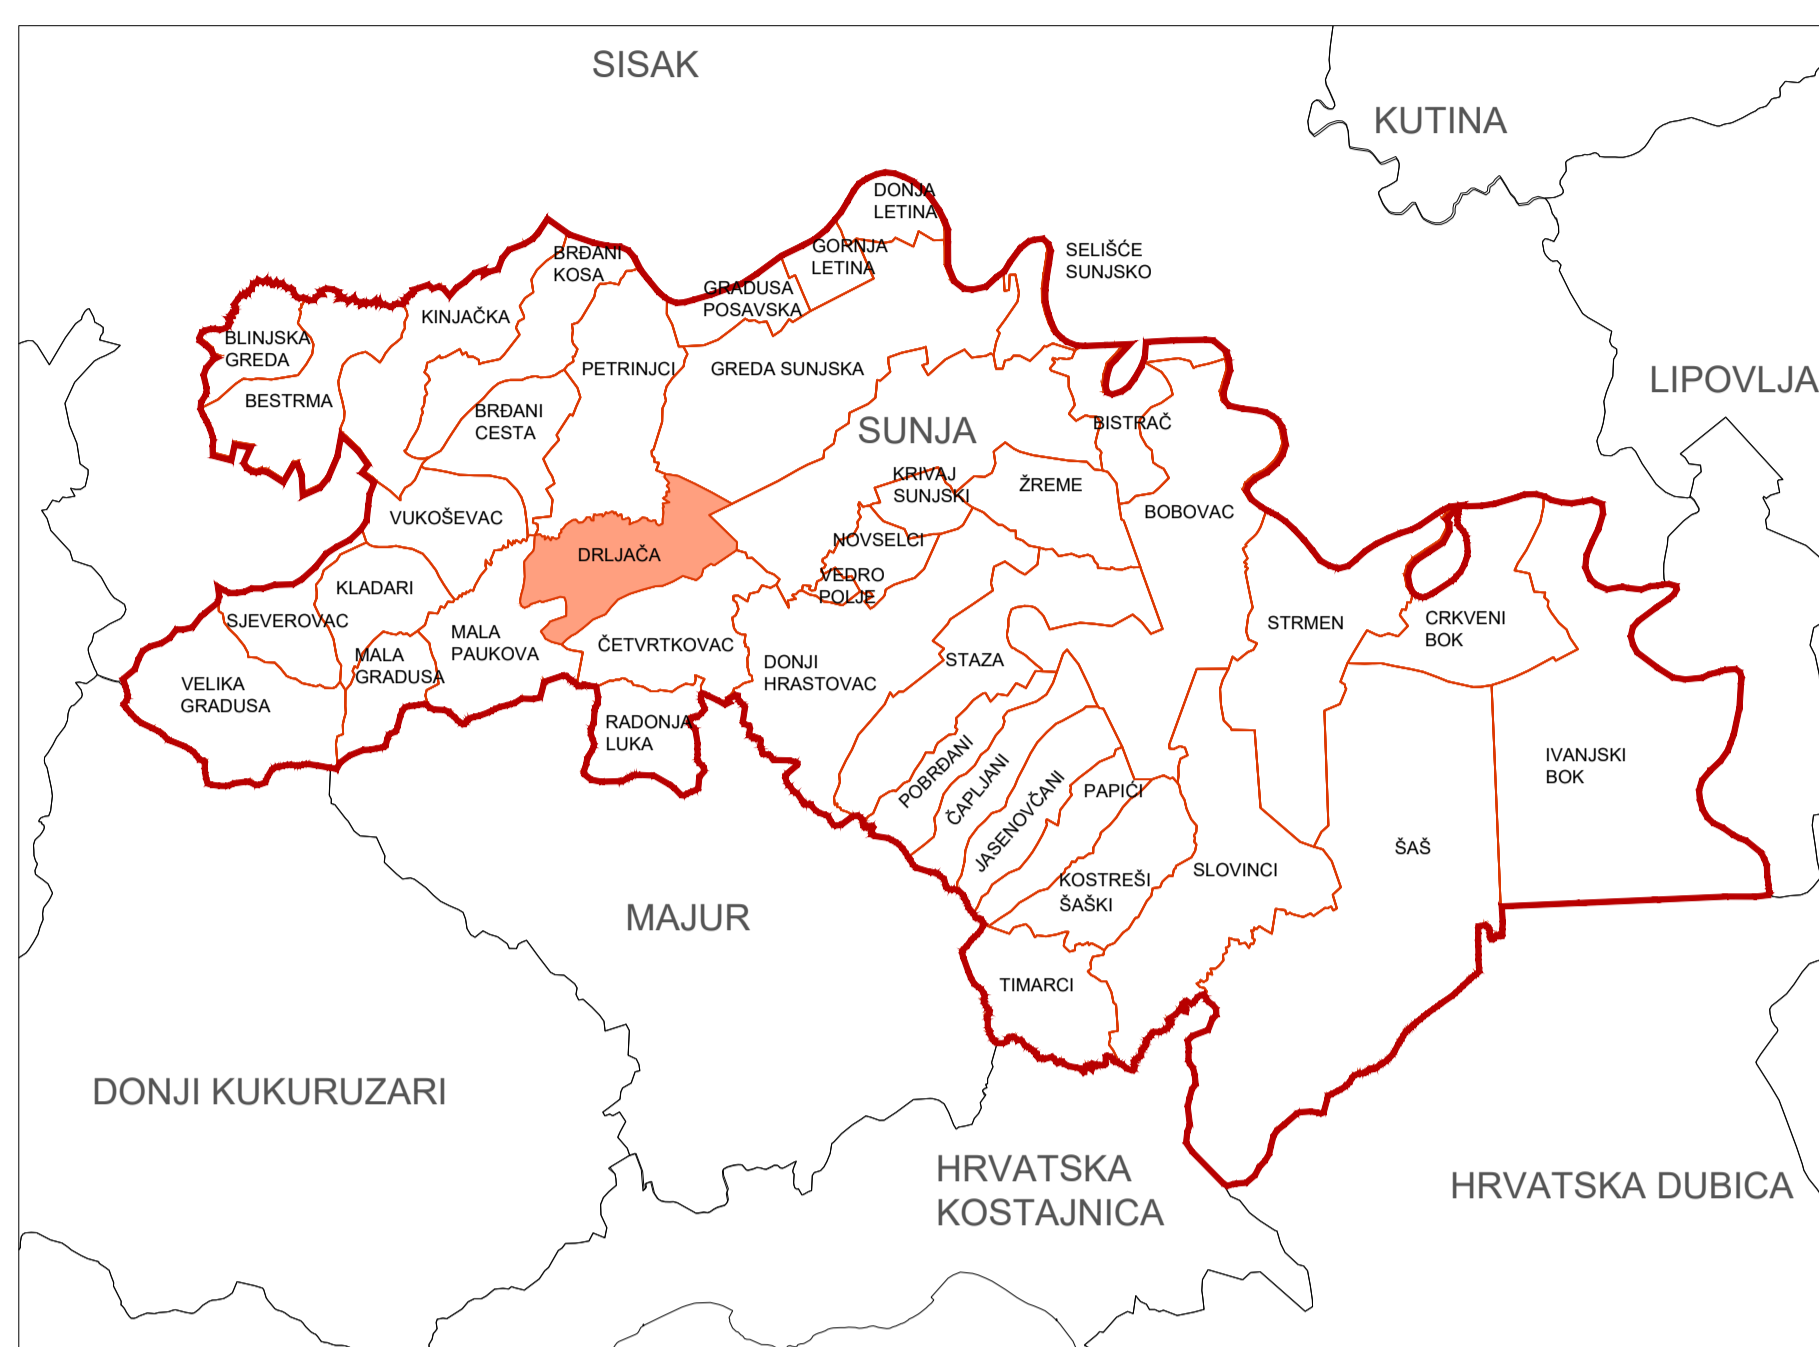 SISAK
KUTINA
DONJA
LETINA
SELIŠĆE
SUNJSKO
GORNJA
LETINA
BRĐANI
KOSA
GRADUSA
POSAVSKA
KINJAČKA
BLINJSKA
GREDA
PETRINJCI
GREDA SUNJSKA
LIPOVLJA
BESTRMA
BRĐANI
CESTA
SUNJA
BISTRAČ
KRIVAJ
SUNJSKI
ŽREME
BOBOVAC
VUKOŠEVAC
NOVSELCI
DRLJAČA
VEDRO
POLJE
KLADARI
SJEVEROVAC
MALA
PAUKOVA
ČETVRTKOVAC
STRMEN
CRKVENI
BOK
MALA
GRADUSA
DONJI
HRASTOVAC
STAZA
VELIKA
GRADUSA
RADONJA
LUKA
IVANJSKI
BOK
POBRĐANI
ČAPLJANI
JASENOVČANI
PAPIĆI
ŠAŠ
SLOVINCI
KOSTREŠI
ŠAŠKI
MAJUR
TIMARCI
DONJI KUKURUZARI
HRVATSKA
KOSTAJNICA
HRVATSKA DUBICA